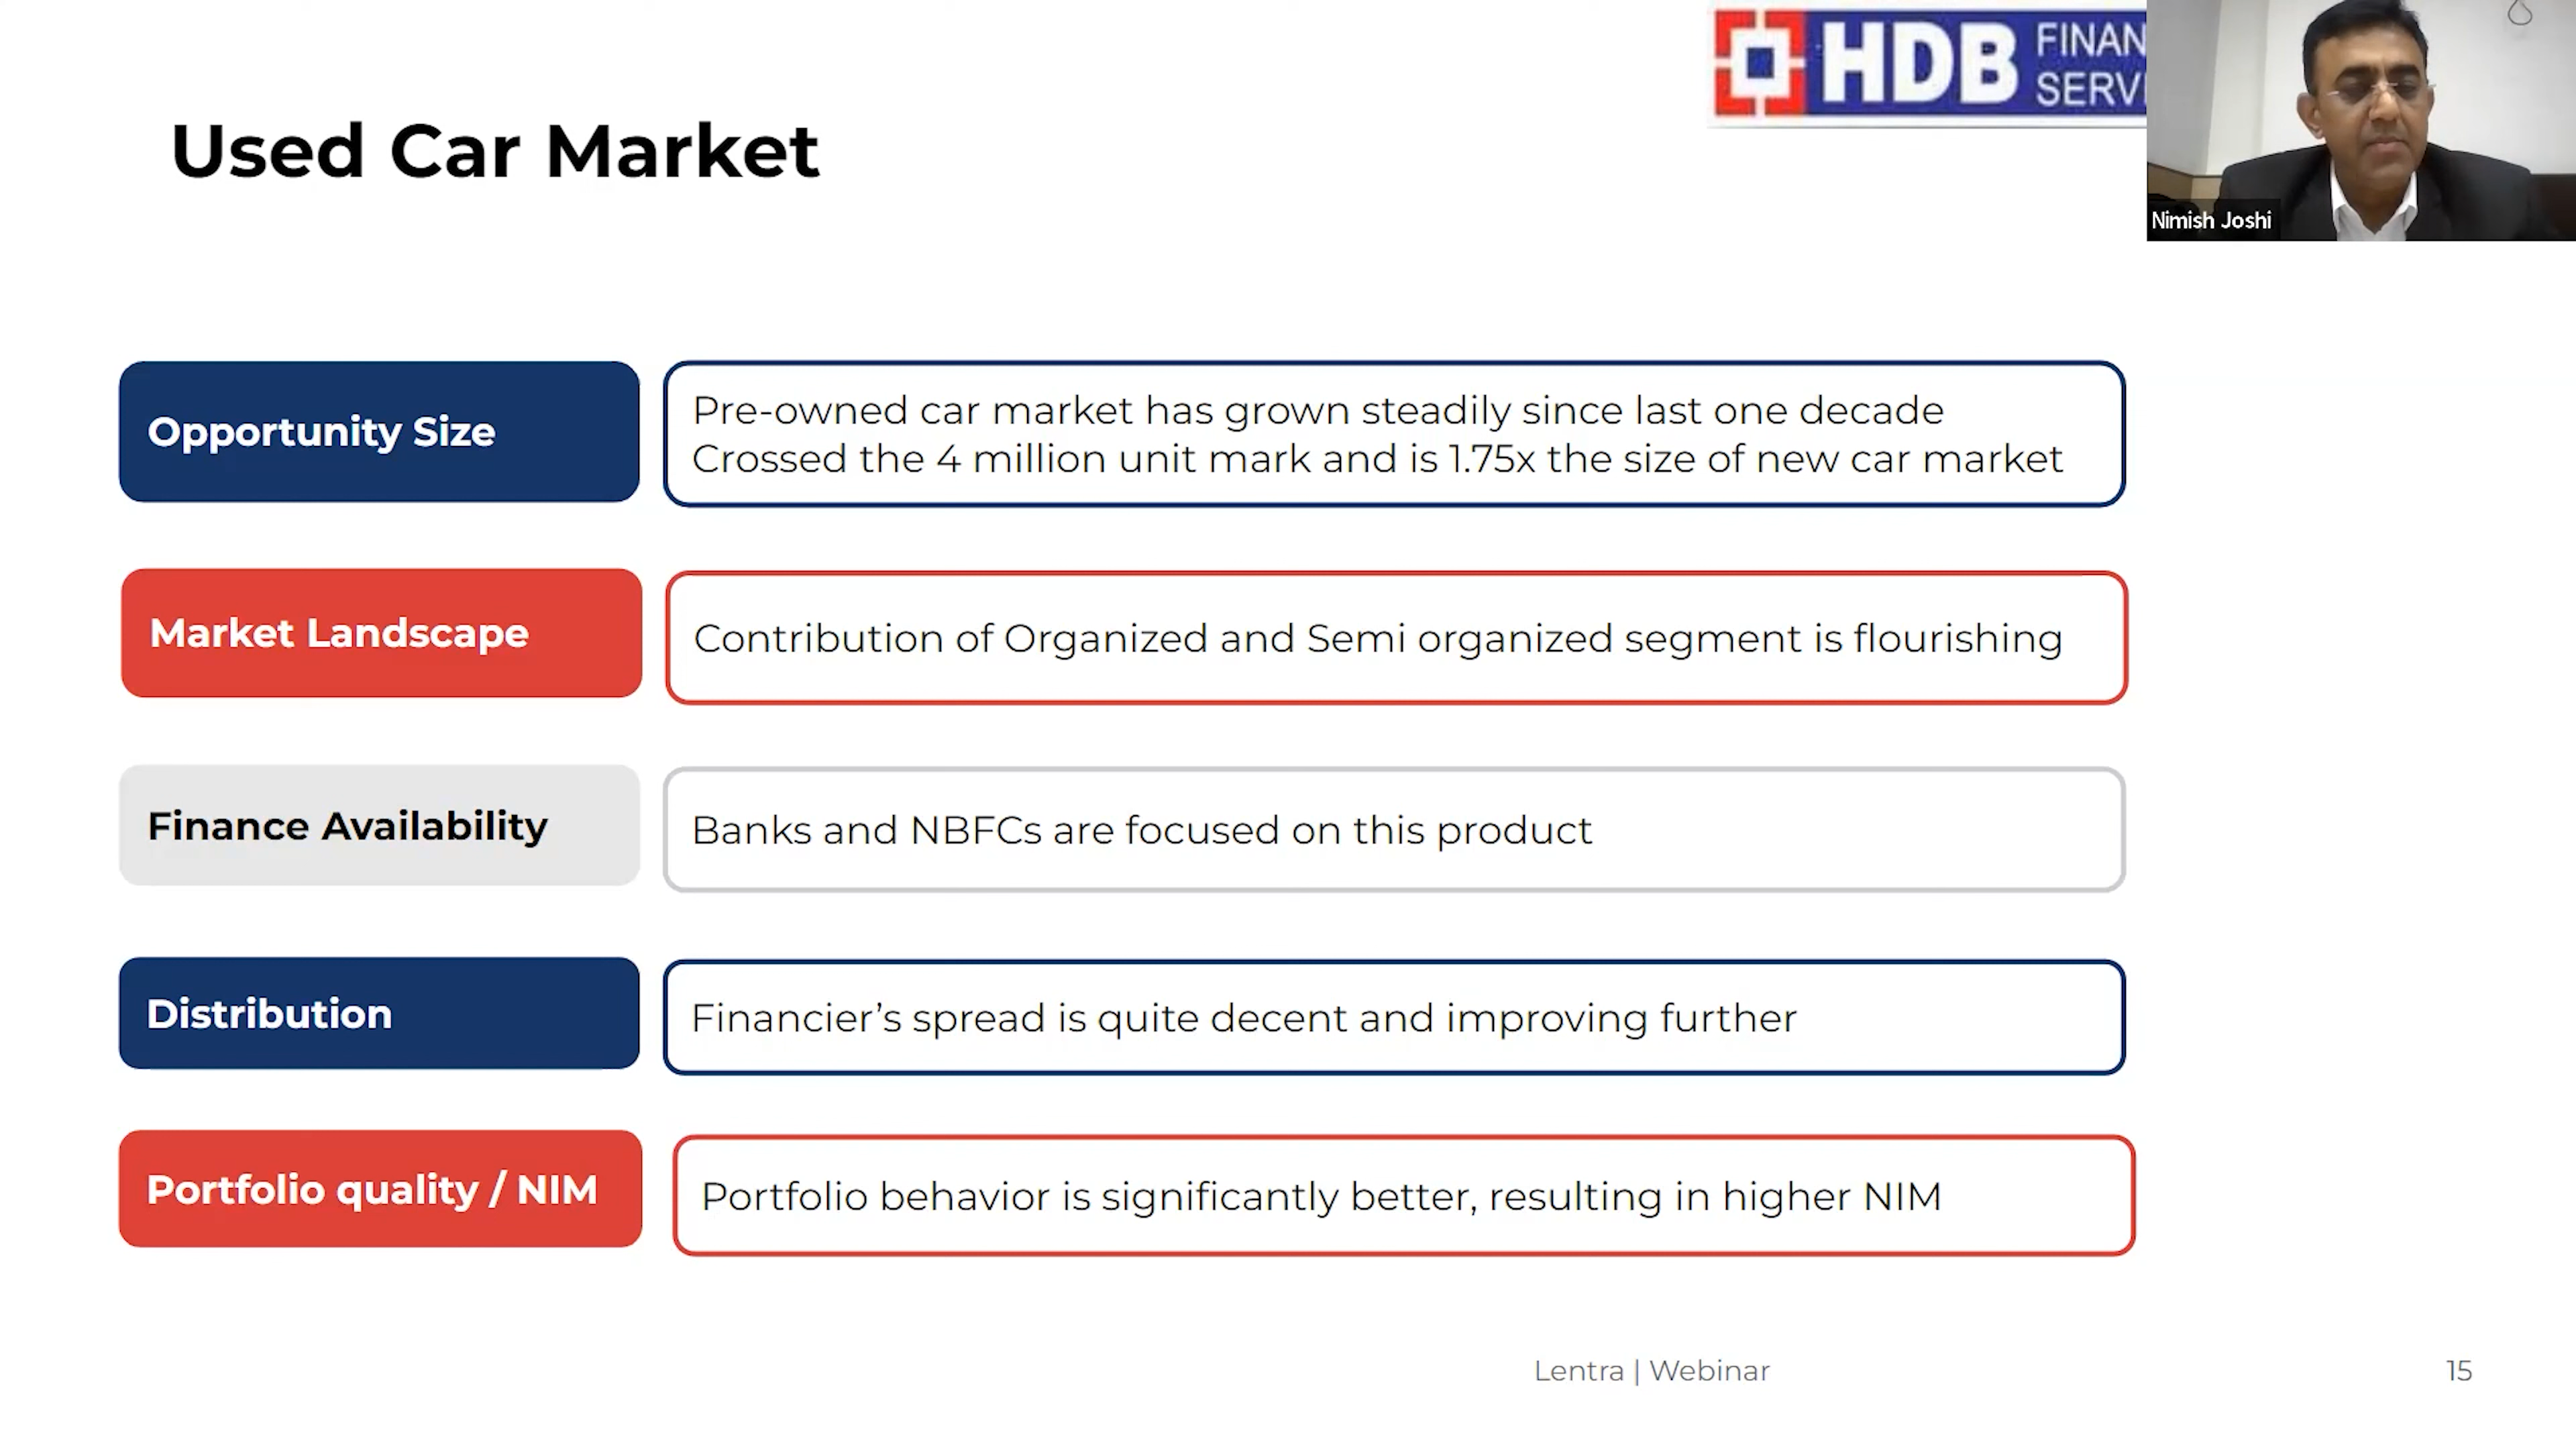 HDB FINAN
SERV
Nimish Joshi
Used Car Market
Opportunity Size
Pre-owned car market has grown steadily since last one decade
Crossed the 4 million unit mark and is 1.75x the size of new car market
Market Landscape
Contribution of Organized and Semi organized segment is flourishing
Finance Availability
Banks and NBFCs are focused on this product
Distribution
Financier’s spread is quite decent and improving further
Portfolio quality / NIM
Portfolio behavior is significantly better, resulting in higher NIM
Lentra | Webinar
15